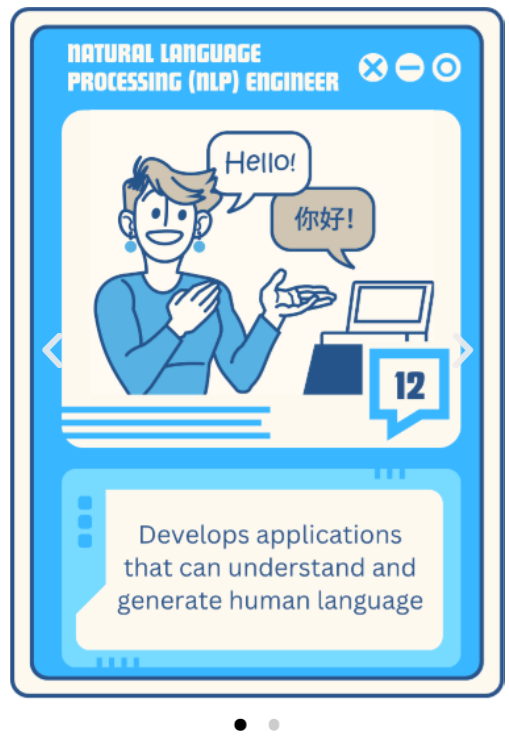 NATURAL LANGUAGE
PROCESSING (NLP) ENGINEER
Hello!
你好!
12
Develops applications
that can understand and
generate human language